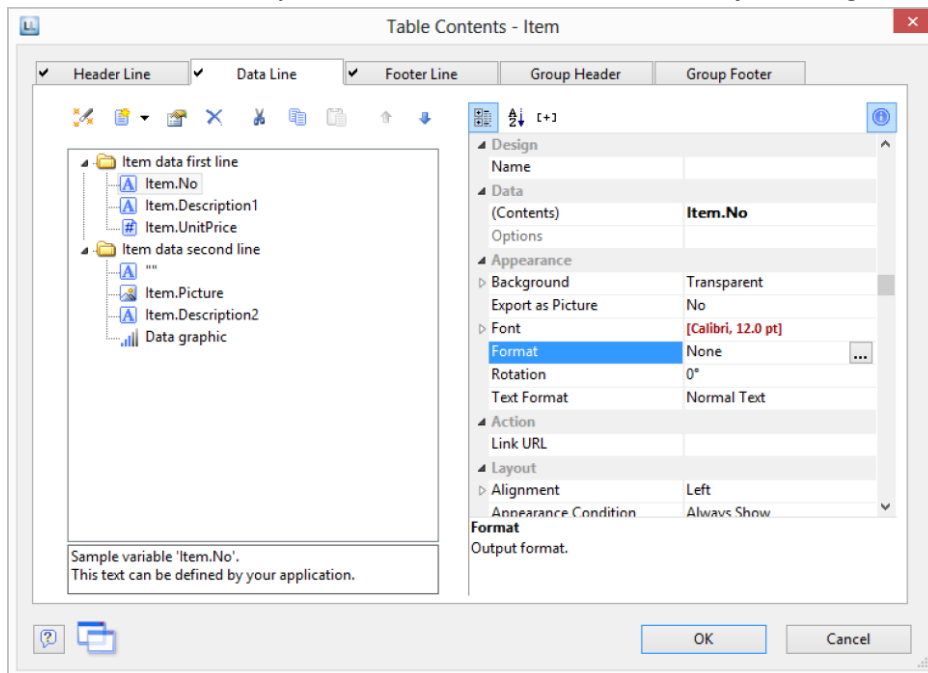 Table Contents - Item
Header Line
Data Line
Footer Line
Group Header
Group Footer
Item data first line
Item.No
Item.Description1
Item.UnitPrice
Item data second line
""
Item.Picture
Item.Description2
Data graphic
Sample variable 'Item.No'.
This text can be defined by your application.
[+]
Design
Name
Data
(Contents) Item.No
Options
Appearance
Background Transparent
Export as Picture No
Font [Calibri, 12.0 pt]
Format None ...
Rotation 0°
Text Format Normal Text
Action
Link URL
Layout
Alignment Left
Appearance Condition Always Show
Format
Output format.
OK
Cancel